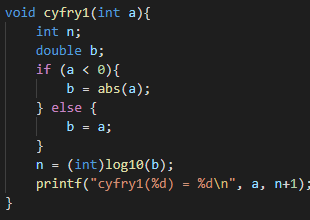 void cyfry1(int a){
    int n;
    double b;
    if (a < 0){
        b = abs(a);
    } else {
        b = a;
    }
    n = (int)log10(b);
    printf("cyfry1(%d) = %d\n", a, n+1);
}